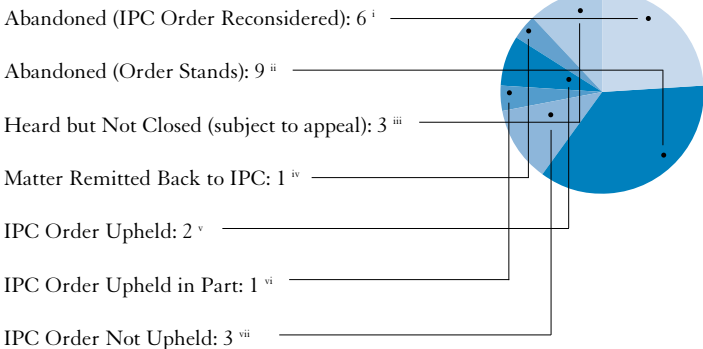 Abandoned (IPC Order Reconsidered): 6 i
Abandoned (Order Stands): 9 ii
Heard but Not Closed (subject to appeal): 3 iii
Matter Remitted Back to IPC: 1 iv
IPC Order Upheld: 2 v
IPC Order Upheld in Part: 1 vi
IPC Order Not Upheld: 3 vii